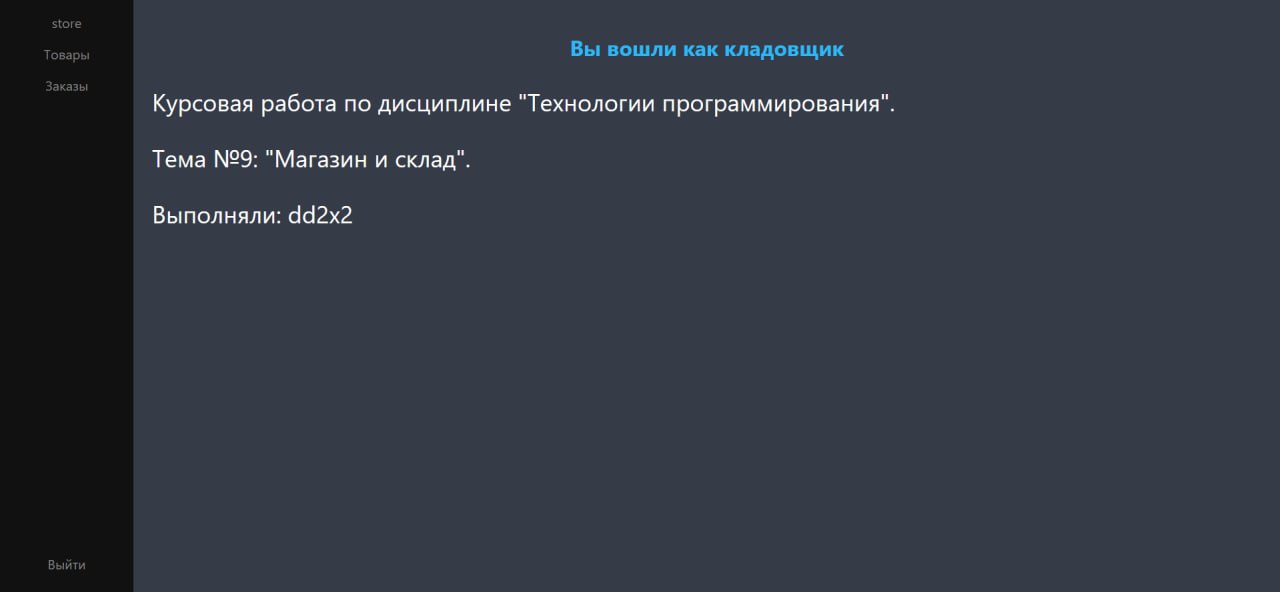 store
Товары
Заказы
Выйти
Вы вошли как кладовщик
Курсовая работа по дисциплине "Технологии программирования".
Тема №9: "Магазин и склад".
Выполняли: dd2x2